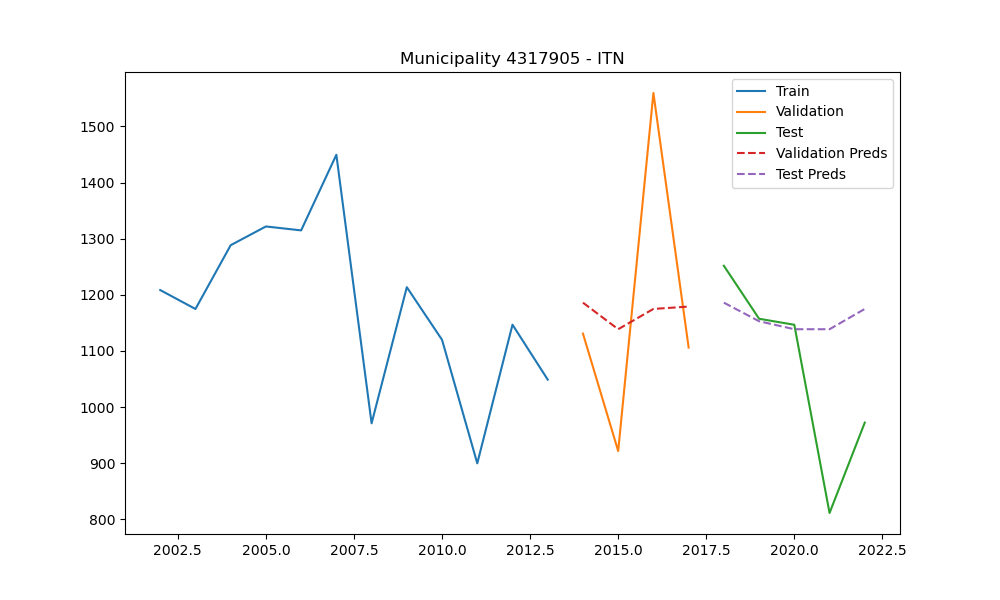 Municipality 4317905 - ITN
Train
Validation
Test
Validation Preds
Test Preds
1500
1400
1300
1200
1100
1000
900
800
2002.5 2005.0 2007.5 2010.0 2012.5 2015.0 2017.5 2020.0 2022.5